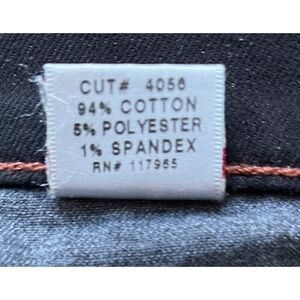 CUT# 4056
94% COTTON
5% POLYESTER
1% SPANDEX
RN# 117965